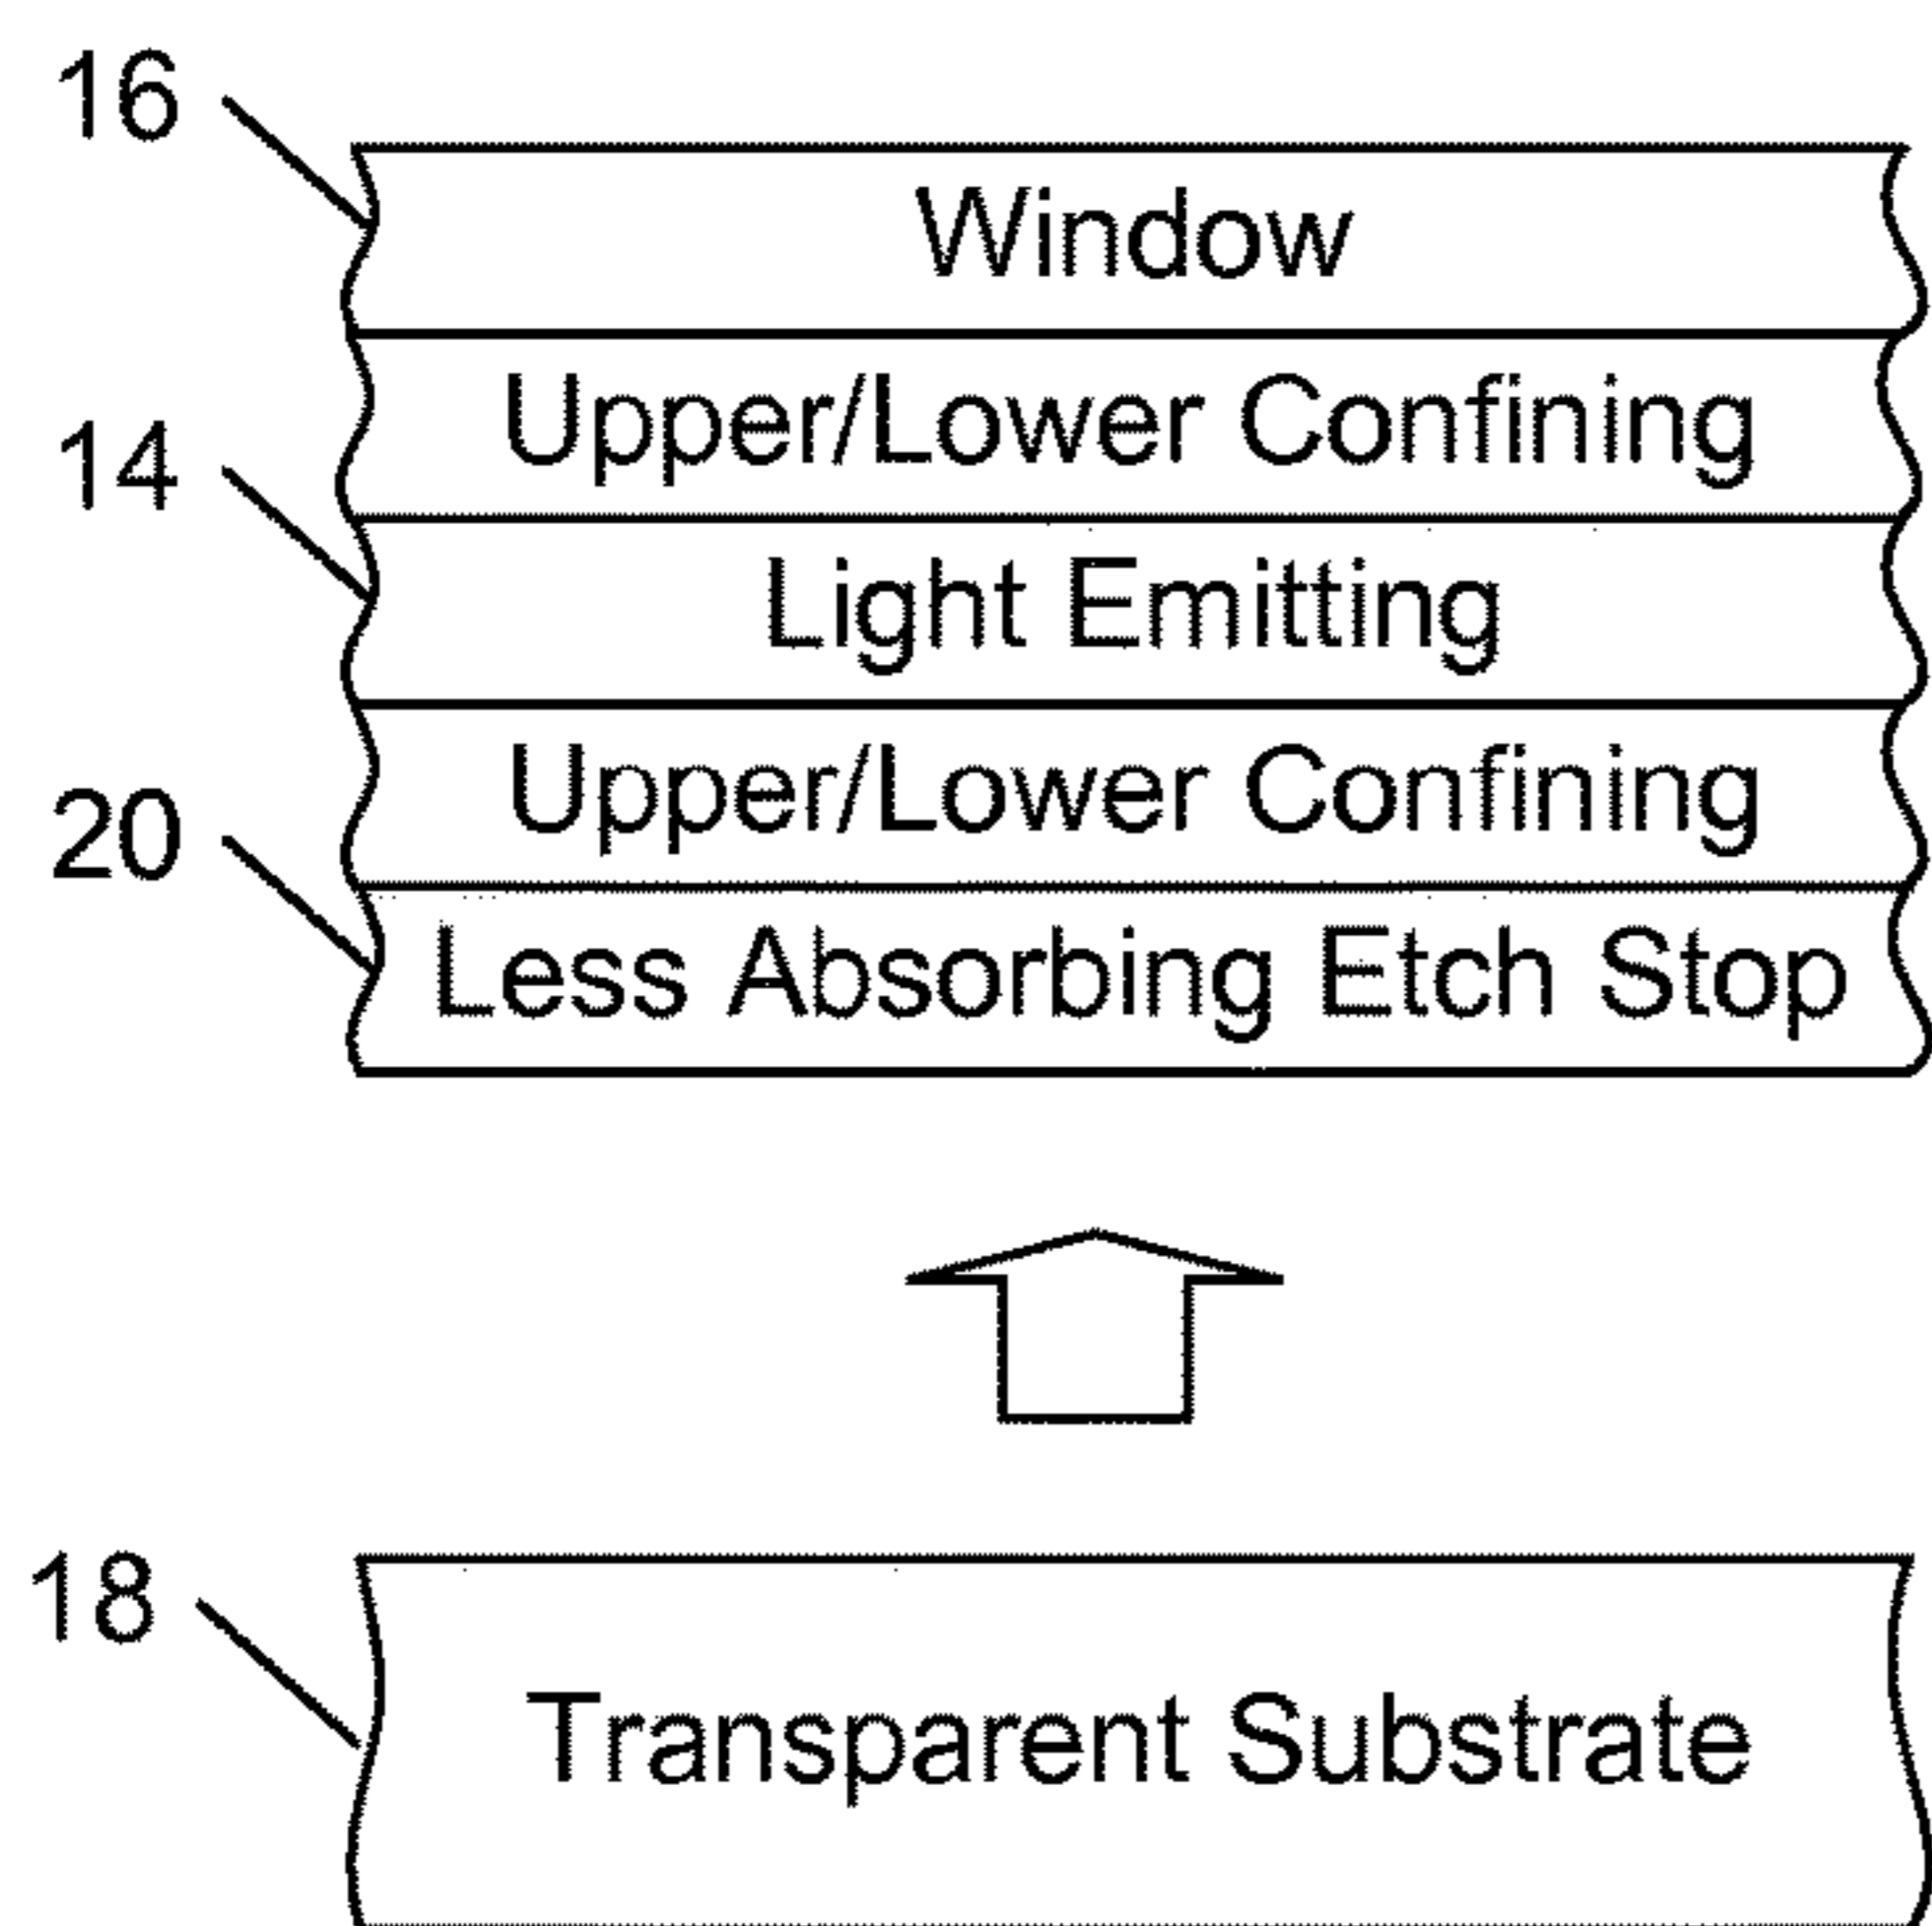 16
Window
Upper/Lower Confining
14
Light Emitting
Upper/Lower Confining
20
Less Absorbing Etch Stop
18
Transparent Substrate